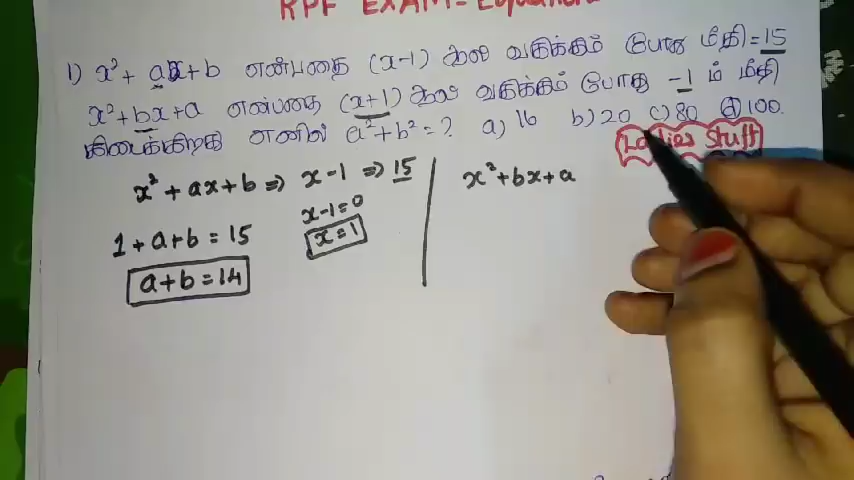 RPF EXAM - Equations
1) x² + ax + b என்பதை (x-1) ஆல் வகுக்கும் போது மீதி = 15
x² + bx + a என்பதை (x+1) ஆல் வகுக்கும் போது -1 ம் மீதி
கிடைக்கிறது எனில் a² + b² = ? a) 16 b) 20 c) 80 d) 100.
Ladies Stuff
x² + ax + b ⇒ x-1 ⇒ 15
x-1=0
x=1
1 + a + b = 15
a + b = 14
x² + bx + a